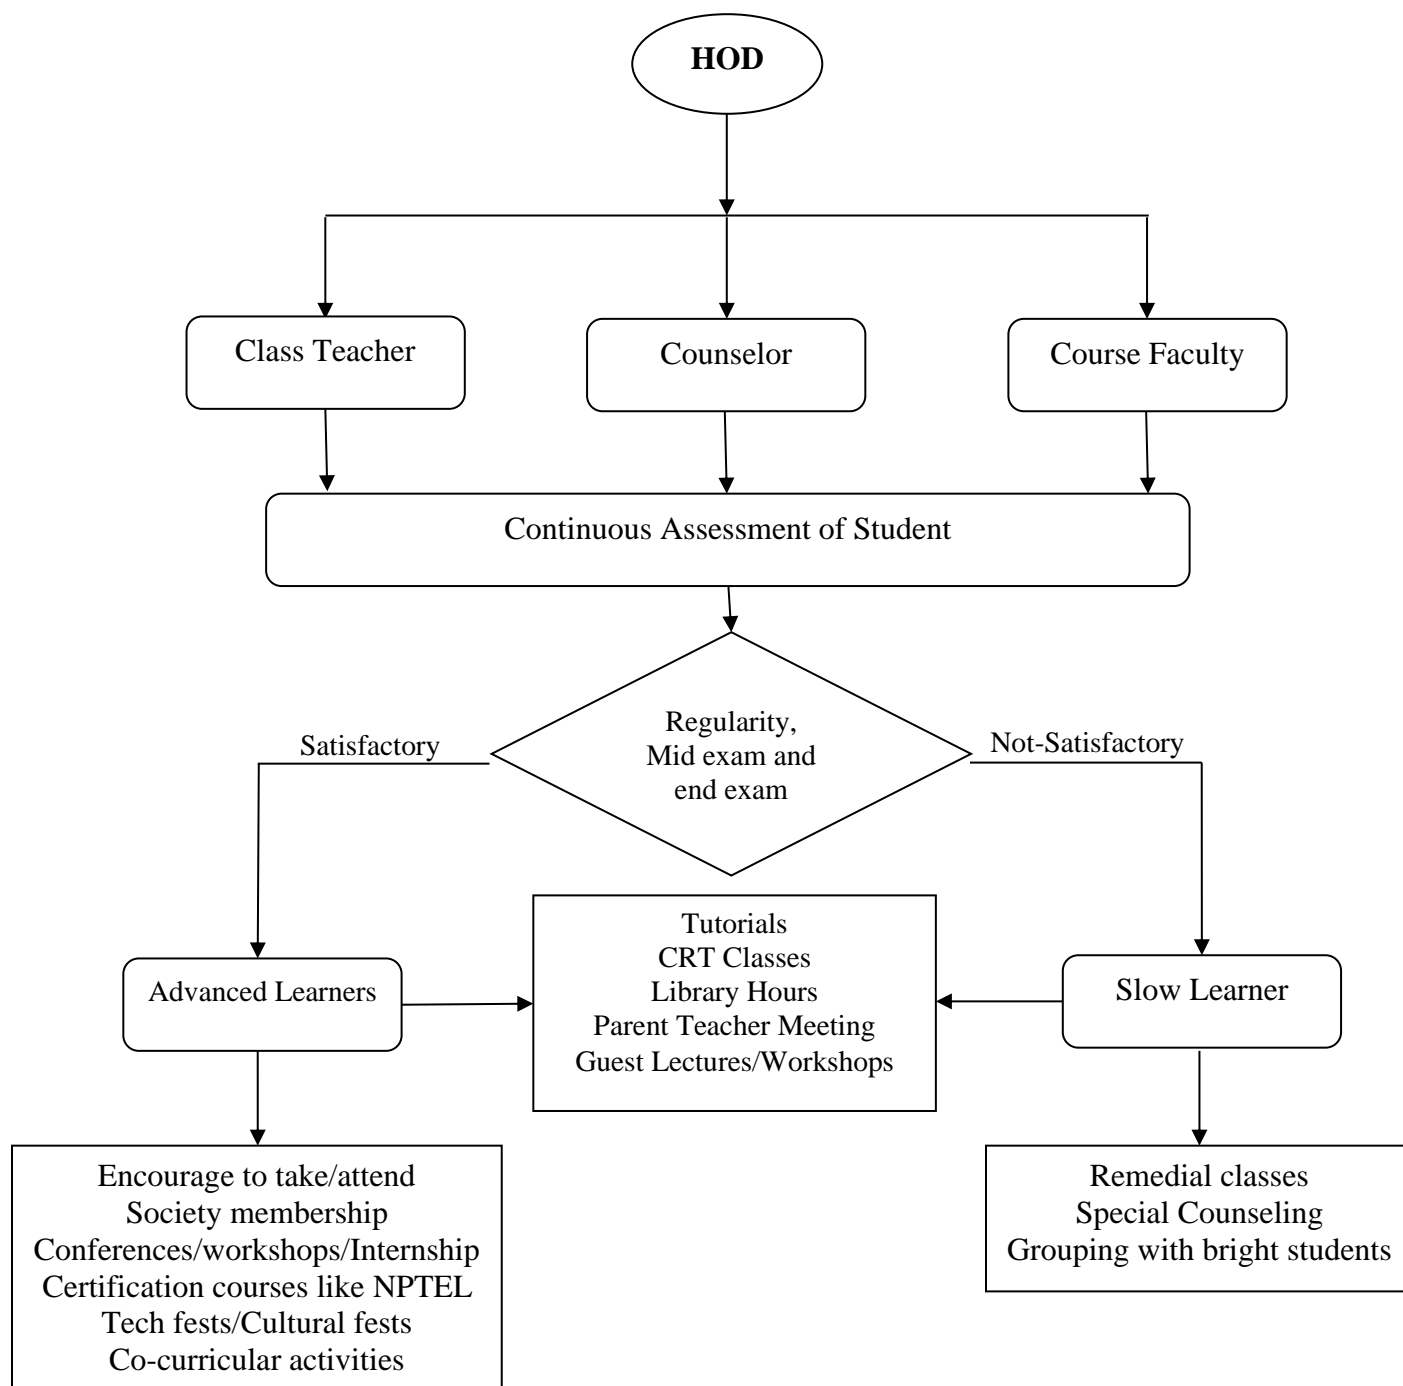 HOD
Class Teacher
Counselor
Course Faculty
Continuous Assessment of Student
Regularity,
Mid exam and
end exam
Satisfactory
Not-Satisfactory
Tutorials
CRT Classes
Library Hours
Parent Teacher Meeting
Guest Lectures/Workshops
Advanced Learners
Slow Learner
Encourage to take/attend
Society membership
Conferences/workshops/Internship
Certification courses like NPTEL
Tech fests/Cultural fests
Co-curricular activities
Remedial classes
Special Counseling
Grouping with bright students